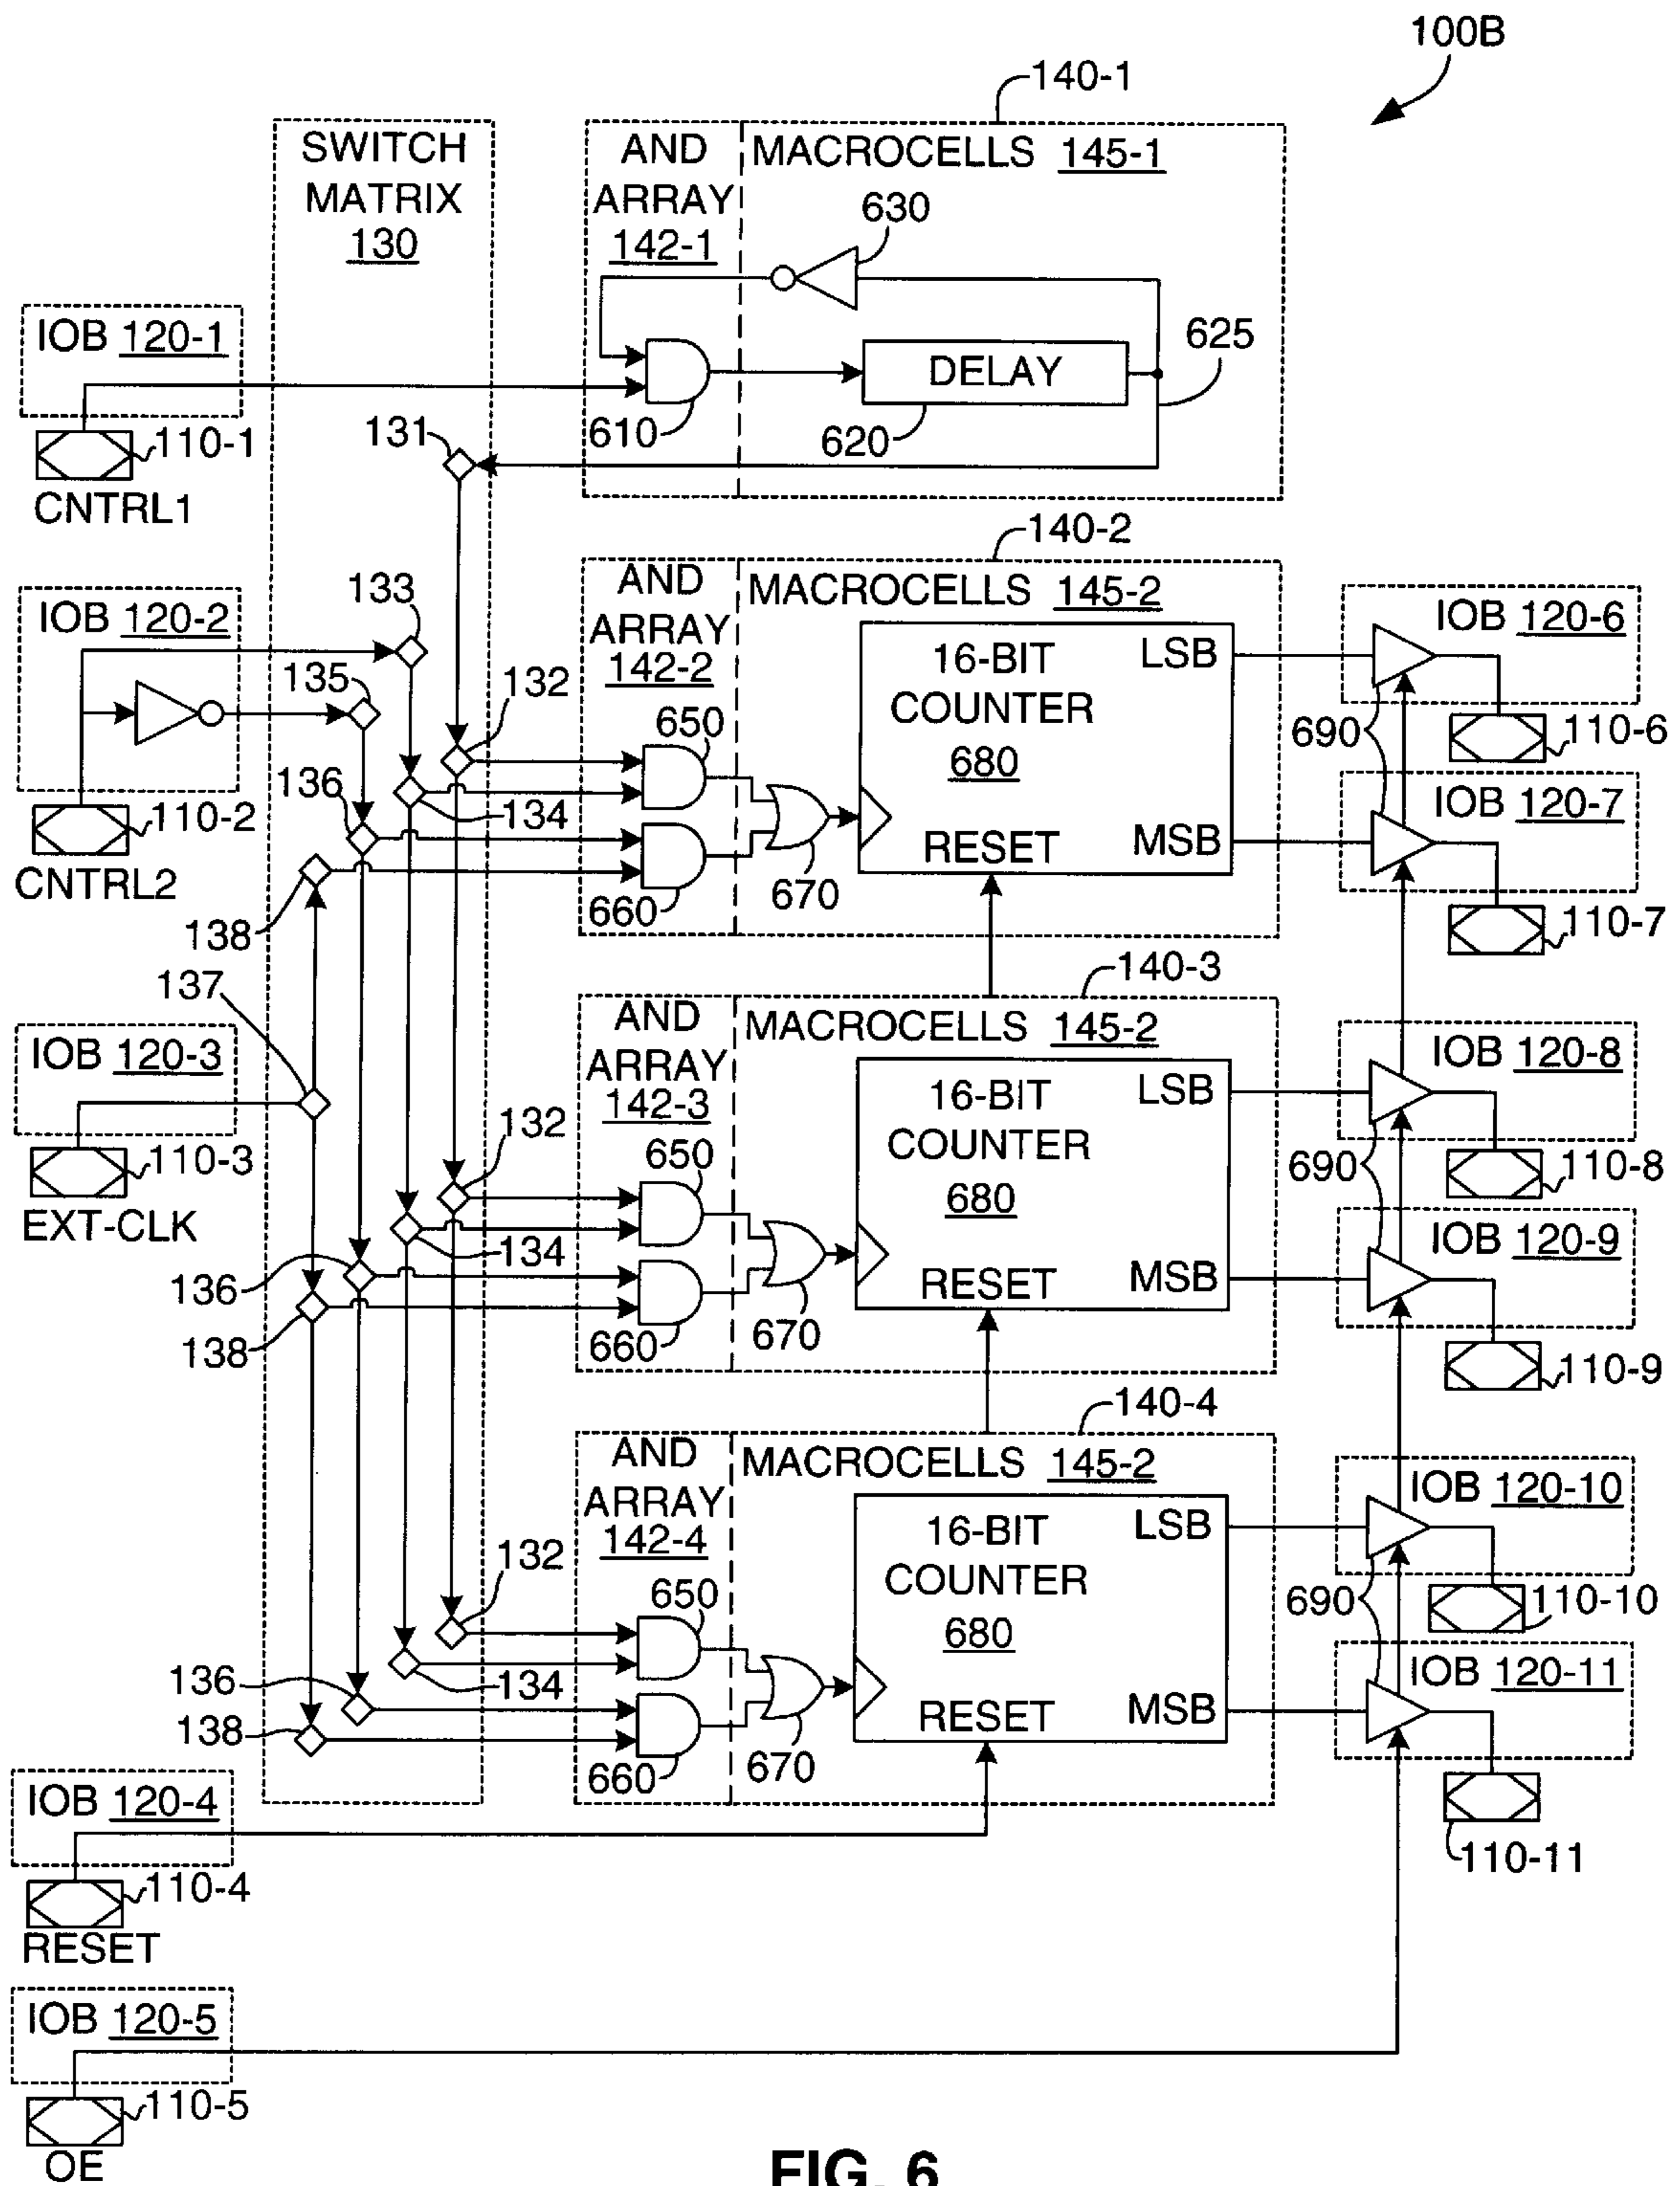 100B
140-1
SWITCH
MATRIX
130
AND
ARRAY
142-1
MACROCELLS 145-1
630
IOB 120-1
DELAY
625
610
620
110-1
CNTRL1
131
140-2
133
AND
ARRAY
142-2
MACROCELLS 145-2
IOB 120-2
135
132
16-BIT
COUNTER
680
LSB
IOB 120-6
650
690
110-6
136
134
110-2
CNTRL2
RESET
MSB
IOB 120-7
660
670
138
110-7
137
140-3
AND
ARRAY
142-3
MACROCELLS 145-2
IOB 120-3
16-BIT
COUNTER
680
LSB
IOB 120-8
132
650
690
110-8
110-3
EXT-CLK
134
136
RESET
MSB
IOB 120-9
660
670
138
110-9
140-4
AND
ARRAY
142-4
MACROCELLS 145-2
16-BIT
COUNTER
680
LSB
IOB 120-10
132
650
690
110-10
136
134
138
RESET
MSB
IOB 120-11
660
670
IOB 120-4
110-11
110-4
RESET
IOB 120-5
110-5
OE
FIG. 6